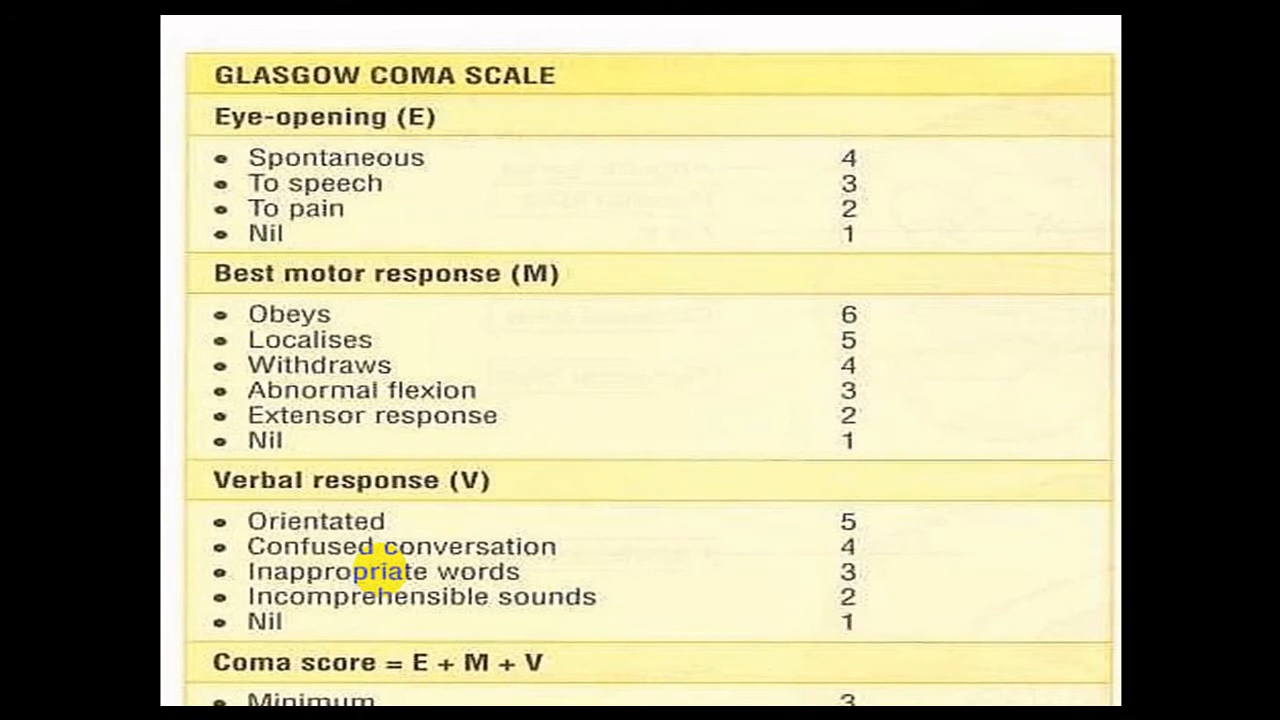 GLASGOW COMA SCALE
Eye-opening (E)
• Spontaneous 4
• To speech 3
• To pain 2
• Nil 1
Best motor response (M)
• Obeys 6
• Localises 5
• Withdraws 4
• Abnormal flexion 3
• Extensor response 2
• Nil 1
Verbal response (V)
• Orientated 5
• Confused conversation 4
• Inappropriate words 3
• Incomprehensible sounds 2
• Nil 1
Coma score = E + M + V
• Minimum 3